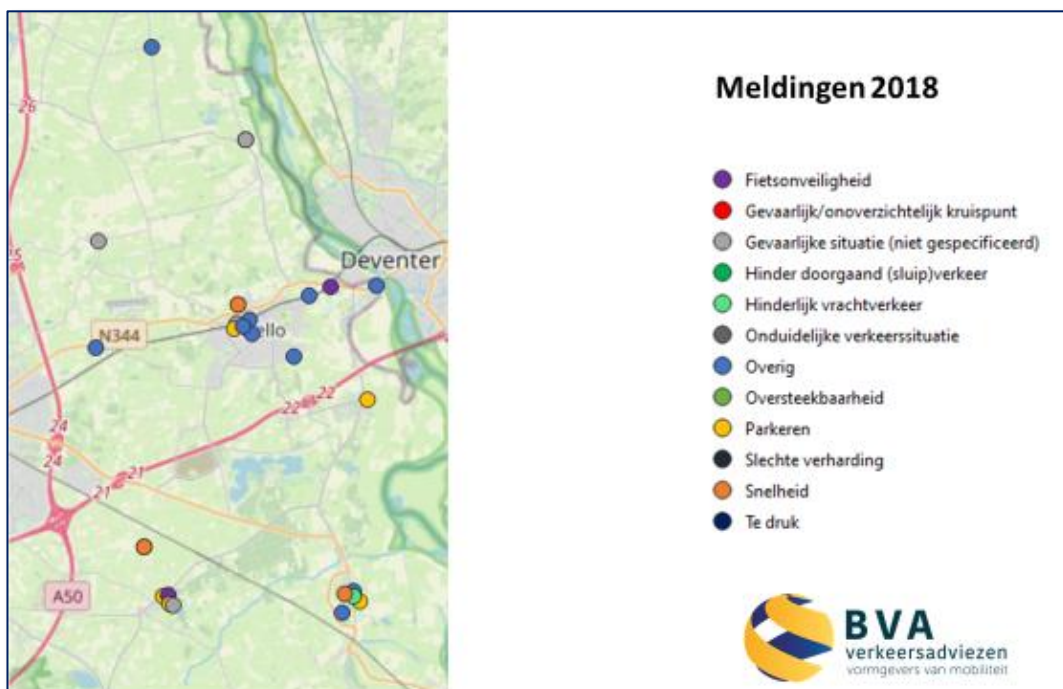 26
25
Deventer
N344
ello
22
22
24
24
21
21
A50
Meldingen 2018
Fietsonveiligheid
Gevaarlijk/onoverzichtelijk kruispunt
Gevaarlijke situatie (niet gespecificeerd)
Hinder doorgaand (sluip)verkeer
Hinderlijk vrachtverkeer
Onduidelijke verkeerssituatie
Overig
Oversteekbaarheid
Parkeren
Slechte verharding
Snelheid
Te druk
BVA
verkeersadviezen
vormgevers van mobiliteit